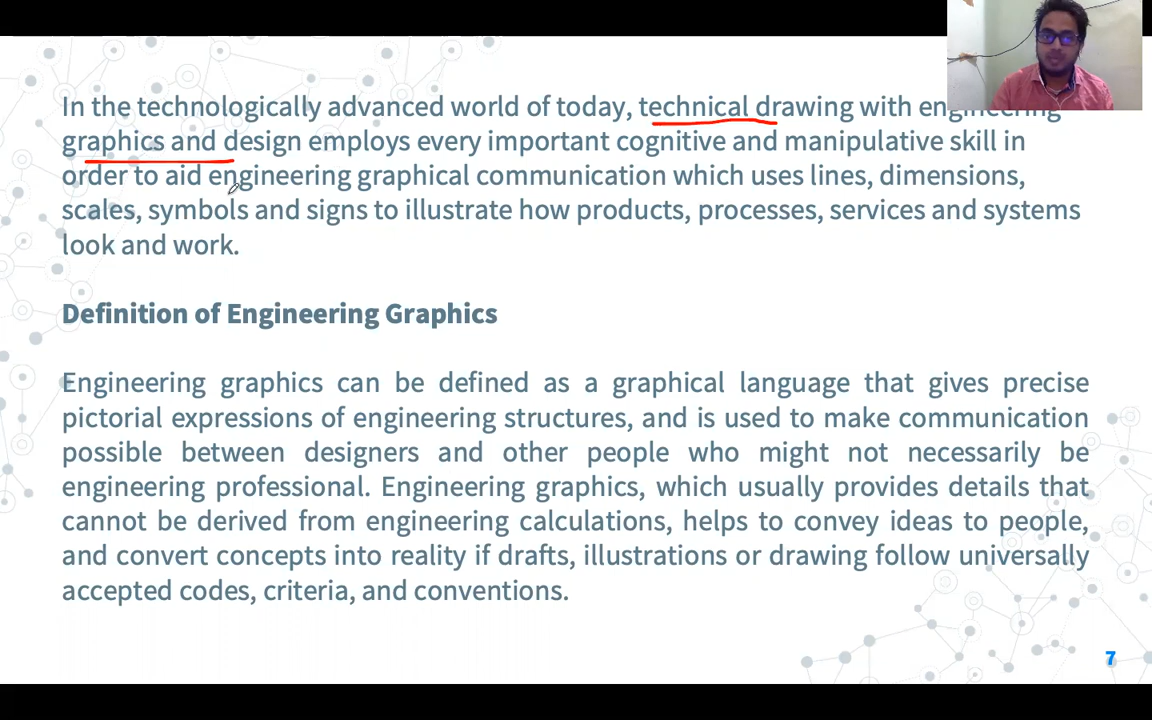 In the technologically advanced world of today, technical drawing with engineering
graphics and design employs every important cognitive and manipulative skill in
order to aid engineering graphical communication which uses lines, dimensions,
scales, symbols and signs to illustrate how products, processes, services and systems
look and work.
Definition of Engineering Graphics
Engineering graphics can be defined as a graphical language that gives precise
pictorial expressions of engineering structures, and is used to make communication
possible between designers and other people who might not necessarily be
engineering professional. Engineering graphics, which usually provides details that
cannot be derived from engineering calculations, helps to convey ideas to people,
and convert concepts into reality if drafts, illustrations or drawing follow universally
accepted codes, criteria, and conventions.
7